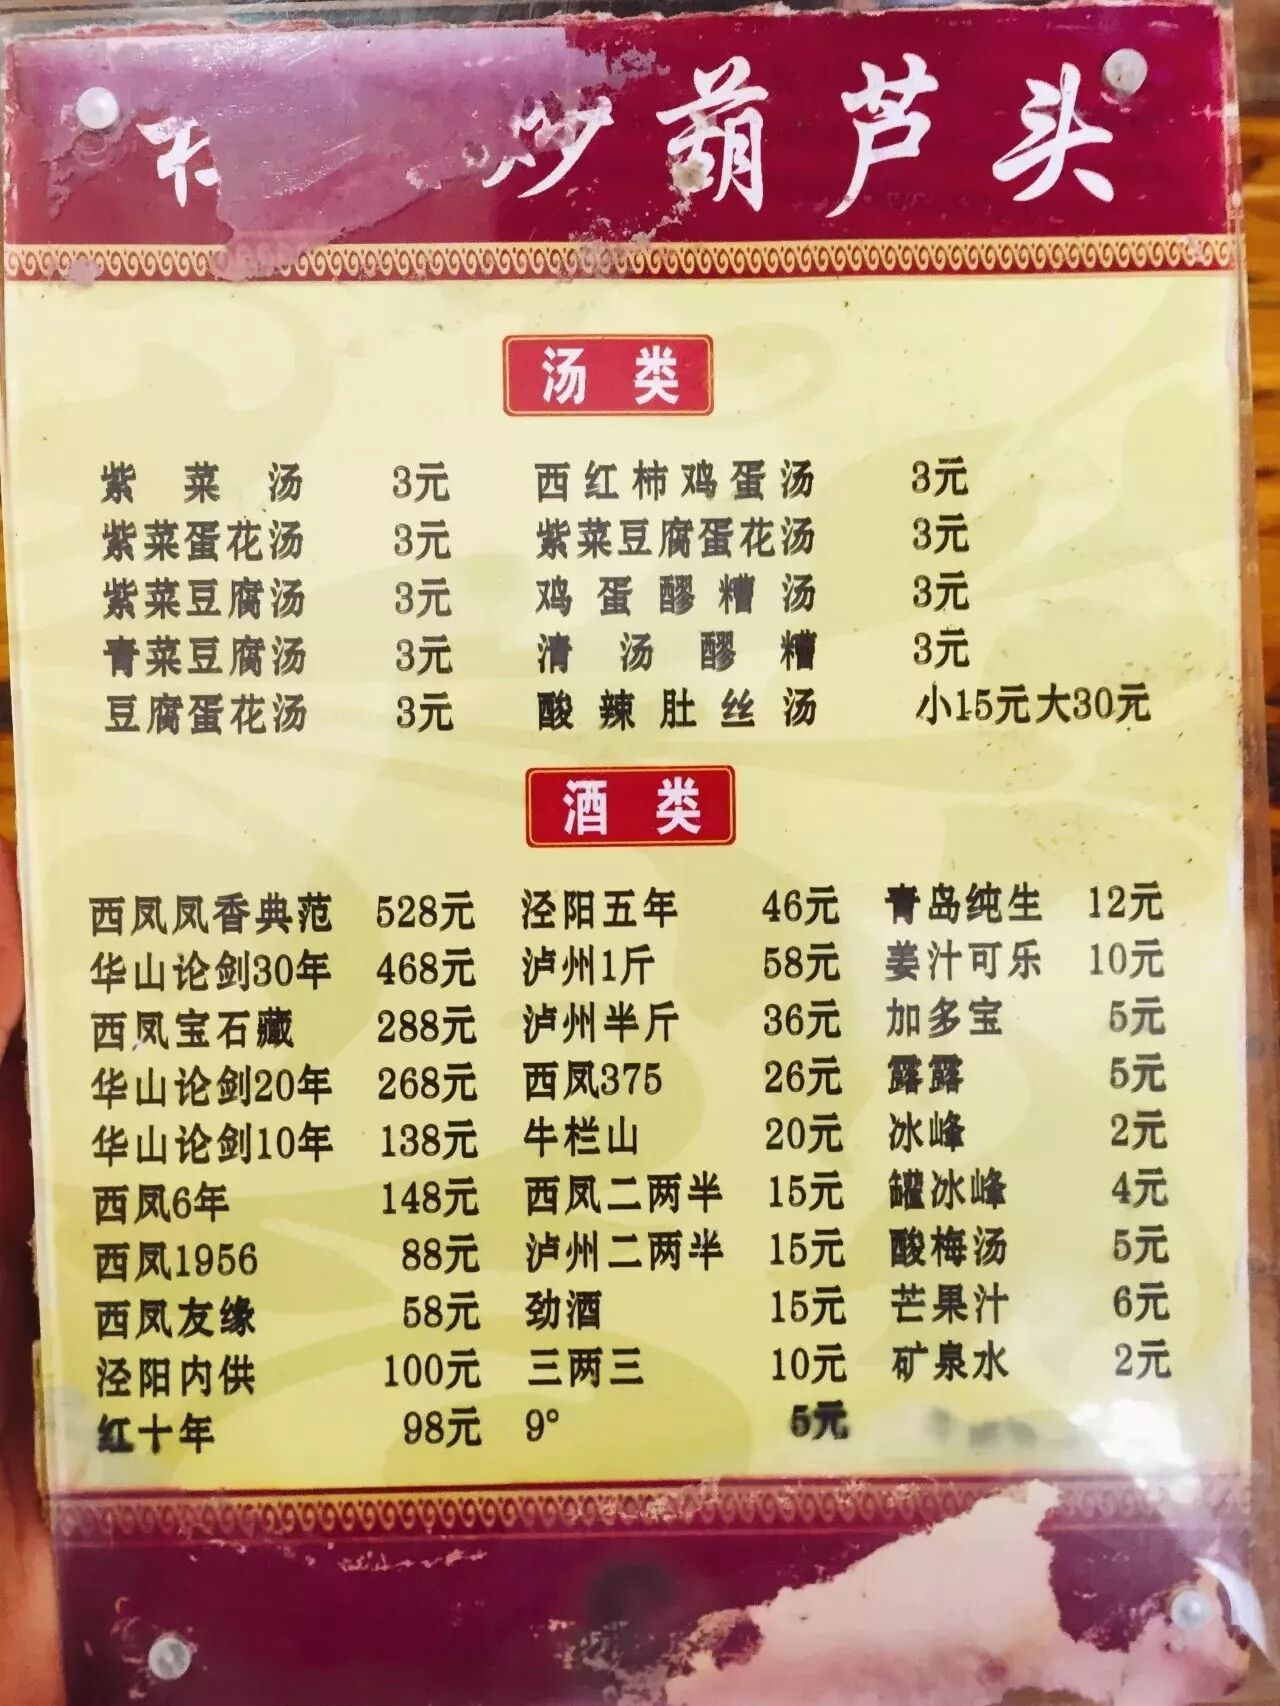 炒葫芦头
汤类
紫菜汤 3元 西红柿鸡蛋汤 3元
紫菜蛋花汤 3元 紫菜豆腐蛋花汤 3元
紫菜豆腐汤 3元 鸡蛋醪糟汤 3元
青菜豆腐汤 3元 清汤醪糟 3元
豆腐蛋花汤 3元 酸辣肚丝汤 小15元大30元
酒类
西凤凤香典范 528元 泾阳五年 46元 青岛纯生 12元
华山论剑30年 468元 泸州1斤 58元 姜汁可乐 10元
西凤宝石藏 288元 泸州半斤 36元 加多宝 5元
华山论剑20年 268元 西凤375 26元 露露 5元
华山论剑10年 138元 牛栏山 20元 冰峰 2元
西凤6年 148元 西凤二两半 15元 罐冰峰 4元
西凤1956 88元 泸州二两半 15元 酸梅汤 5元
西凤友缘 58元 劲酒 15元 芒果汁 6元
泾阳内供 100元 三两三 10元 矿泉水 2元
红十年 98元 9° 5元